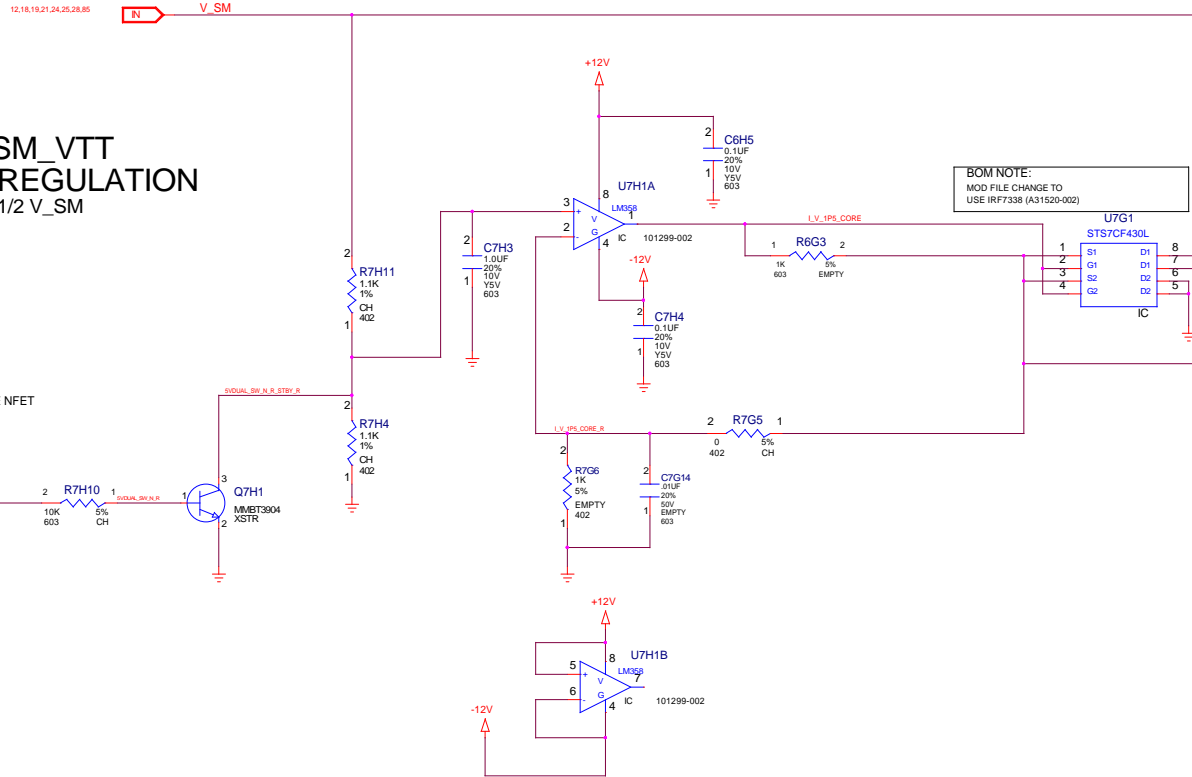 12,18,19,21,24,25,28,85
IN
V_SM
SM_VTT
REGULATION
1/2 V_SM
+12V
2
C6H5
0.1UF
20%
10V
Y5V
603
1
BOM NOTE:
MOD FILE CHANGE TO
USE IRF7338 (A31520-002)
U7H1A
LM358
8
3
+
V
1
2
-
G
4
IC
101299-002
I_V_1P5_CORE
U7G1
STS7CF430L
1 S1 D1 8
2 G1 D1 7
3 S2 D2 6
4 G2 D2 5
IC
1
R6G3
2
1K
603
5%
EMPTY
2
C7H3
1.0UF
20%
10V
Y5V
603
1
-12V
2
C7H4
0.1UF
20%
10V
Y5V
603
1
2
R7H11
1.1K
1%
CH
402
1
5VDUAL_SW_N_R_STBY_R
NFET
2
R7H4
1.1K
1%
CH
402
1
I_V_1P5_CORE_R
2
R7G5
1
0
402
5%
CH
2
R7G6
1K
5%
EMPTY
402
1
2
C7G14
.01UF
20%
50V
EMPTY
603
1
2
R7H10
1
10K
603
5%
CH
5VDUAL_SW_N_R
1
3
Q7H1
MMBT3904
XSTR
2
+12V
8
U7H1B
LM358
5
+
V
7
6
-
G
4
IC
101299-002
-12V